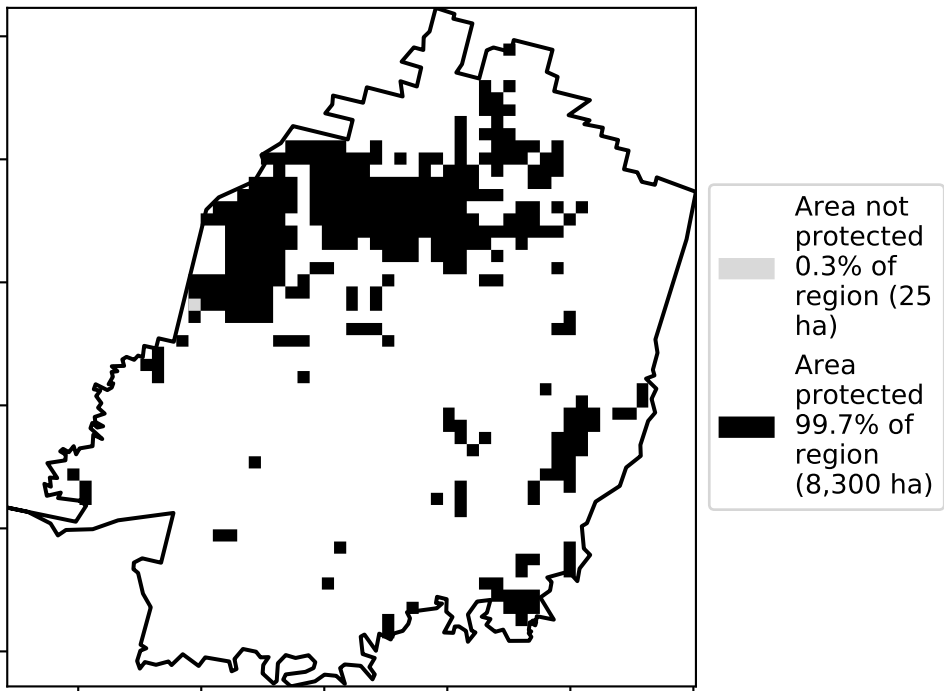 Area not
protected
0.3% of
region (25
ha)
Area
protected
99.7% of
region
(8,300 ha)